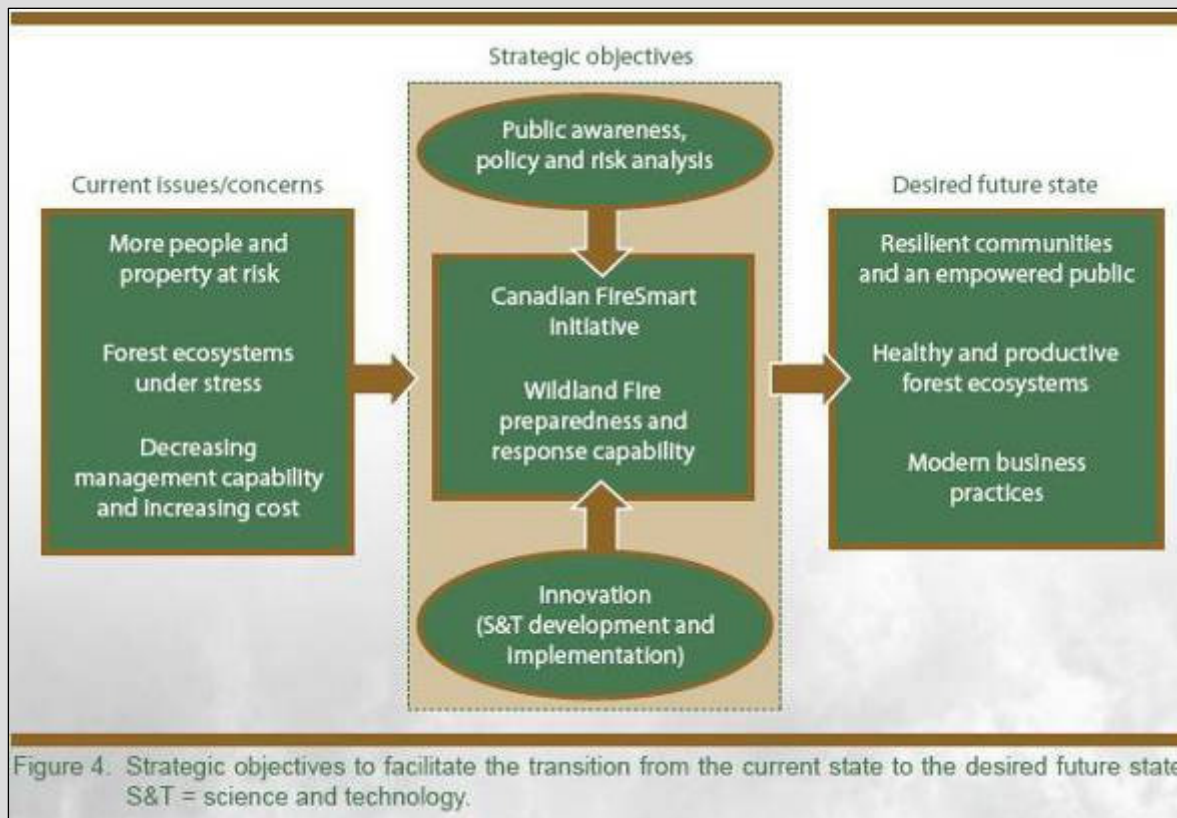 Strategic objectives
Public awareness,
policy and risk analysis
Current issues/concerns
More people and
property at risk
Forest ecosystems
under stress
Decreasing
management capability
and increasing cost
Canadian FireSmart
initiative
Wildland Fire
preparedness and
response capability
Innovation
(S&T development and
implementation)
Desired future state
Resilient communities
and an empowered public
Healthy and productive
forest ecosystems
Modern business
practices
Figure 4. Strategic objectives to facilitate the transition from the current state to the desired future state
S&T = science and technology.